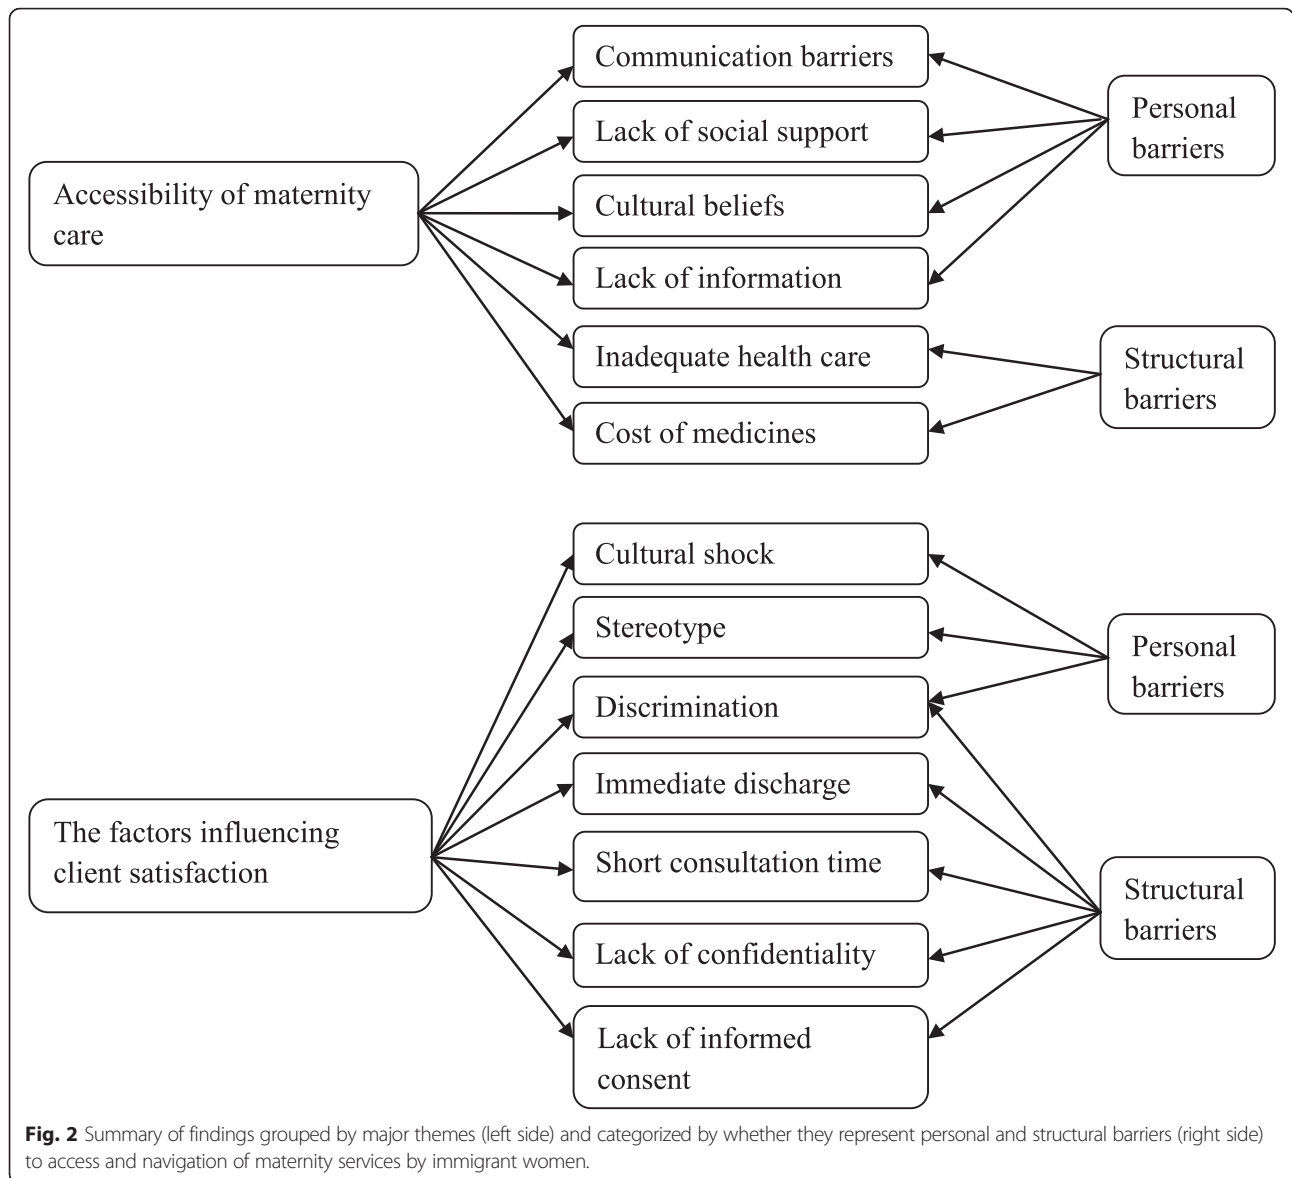 Communication barriers
Lack of social support
Cultural beliefs
Lack of information
Inadequate health care
Cost of medicines
Accessibility of maternity
care
Personal
barriers
Structural
barriers
Cultural shock
Stereotype
Discrimination
Immediate discharge
Short consultation time
Lack of confidentiality
Lack of informed
consent
The factors influencing
client satisfaction
Personal
barriers
Structural
barriers
Fig. 2 Summary of findings grouped by major themes (left side) and categorized by whether they represent personal and structural barriers (right side)
to access and navigation of maternity services by immigrant women.